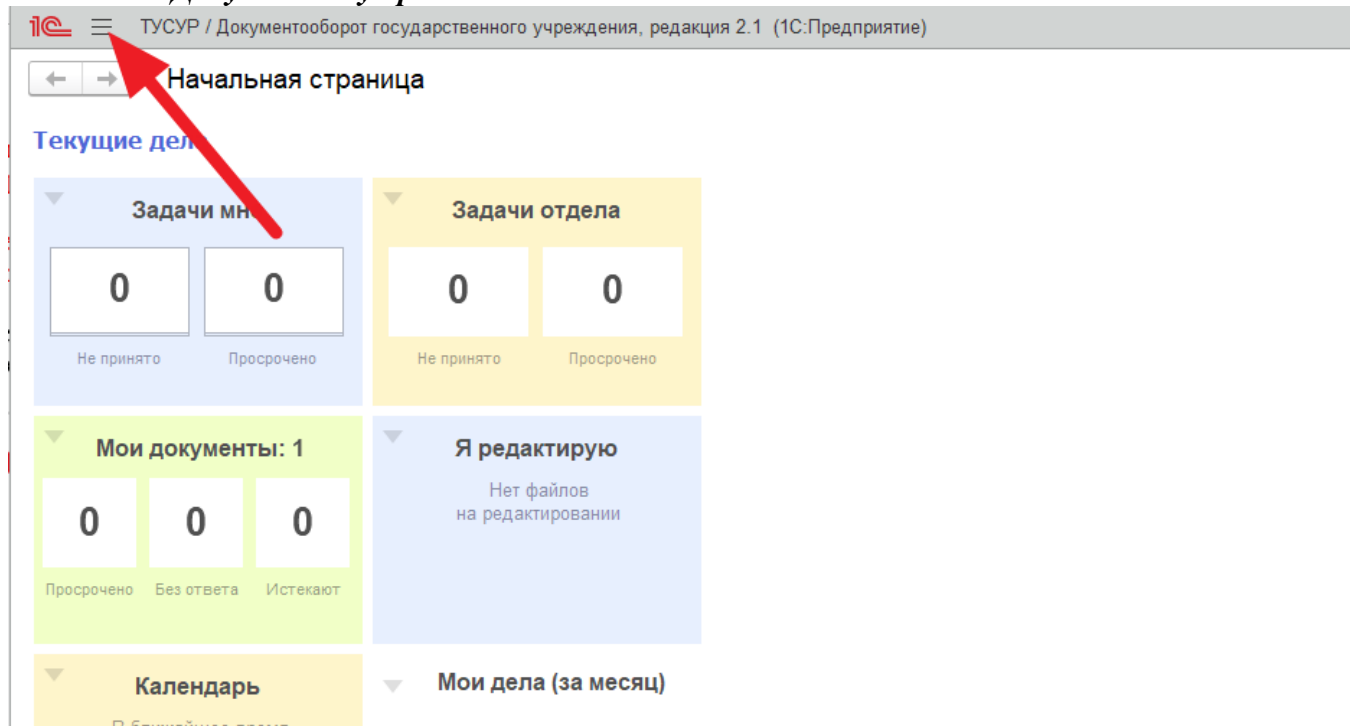 1С ТУСУР / Документооборот государственного учреждения, редакция 2.1 (1С:Предприятие)
Начальная страница
Текущие дела
Задачи мне
Задачи отдела
0 0 0 0
Не принято Просрочено Не принято Просрочено
Мои документы: 1
Я редактирую
Нет файлов
на редактировании
0 0 0
Просрочено Без ответа Истекают
Календарь
Мои дела (за месяц)